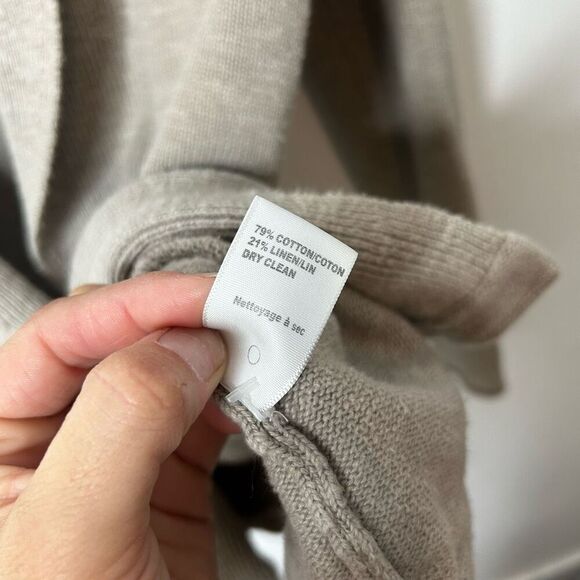 79% COTTON/COTON
21% LINEN/LIN
DRY CLEAN
Nettoyage à sec